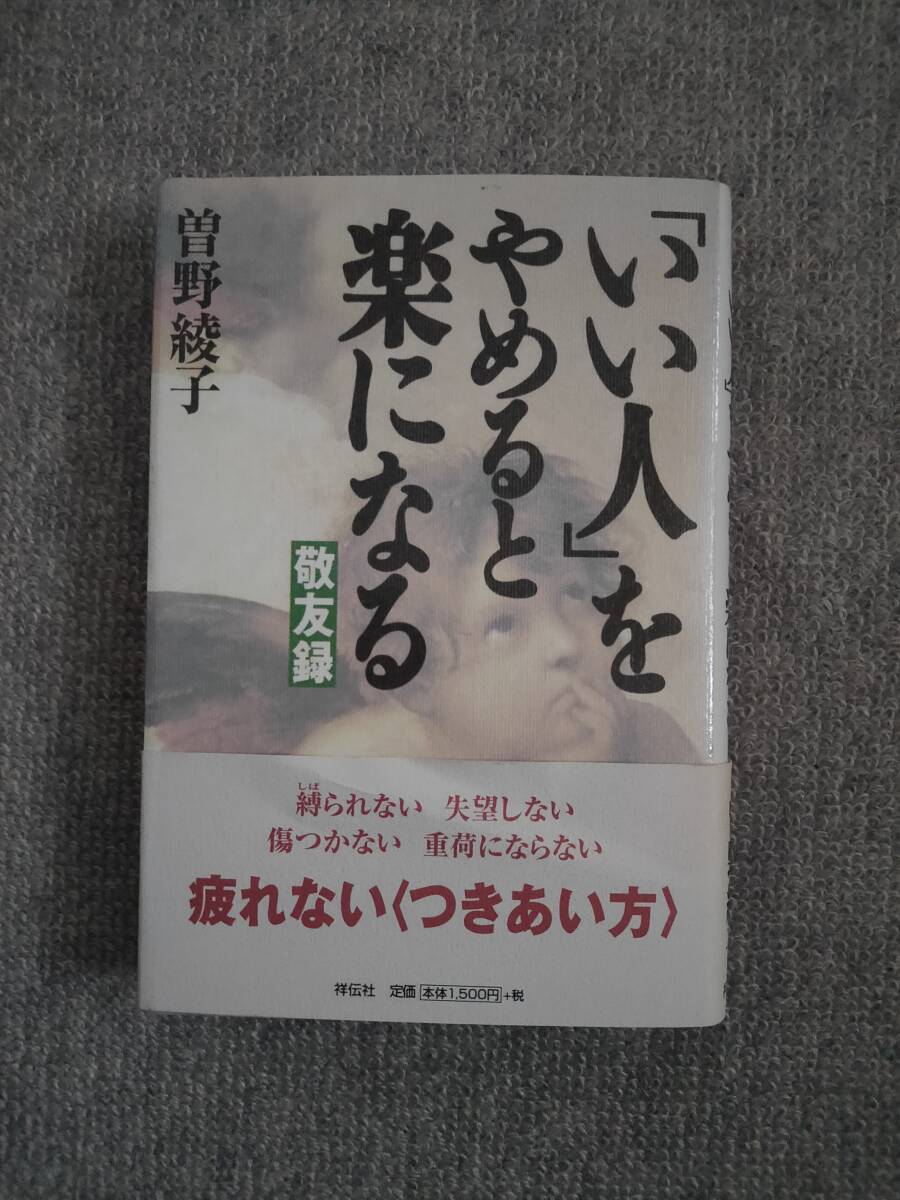 「いい人」を
やめると
楽になる
敬友録
曽野綾子
縛られない 失望しない
しば
傷つかない 重荷にならない
疲れない〈つきあい方〉
祥伝社 定価 本体1,500円 +税